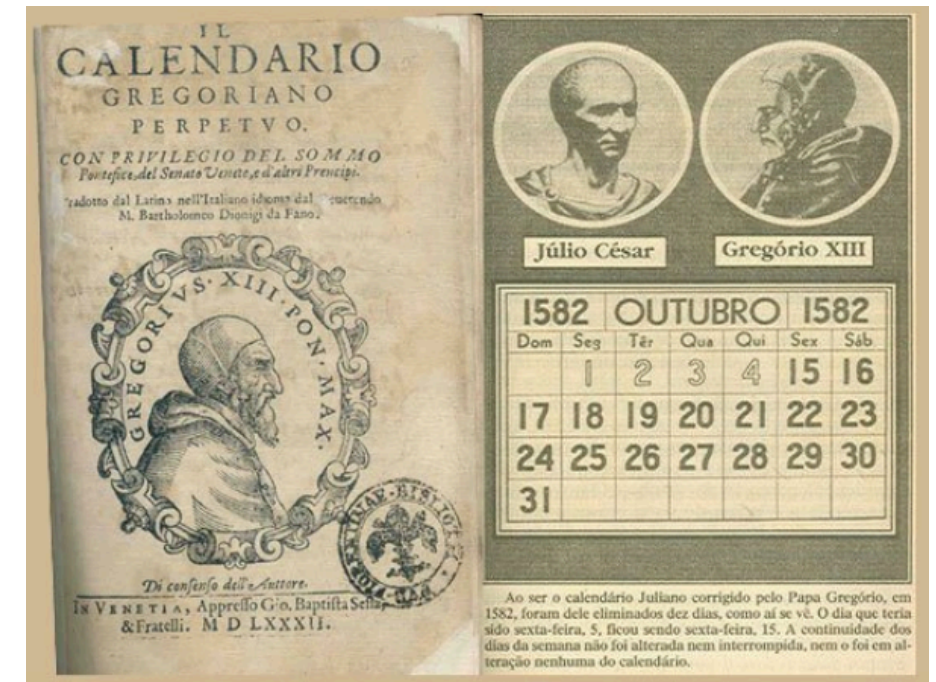 IL
CALENDARIO
GREGORIANO
PERPETVO.
CON PRIVILEGIO DEL SOMMO
Pontefice, del Senato Veneto, e d'altri Prencipi.
radotto dal Latino nell'Italiano idioma dal Reuerendo
M. Bartholomeo Dionigi da Fano.
GREGORIVS·XIII·PON·MAX·
Di consenso dell'Auttore.
IN VENETIA, Appresso Gio. Baptista Sessa,
& Fratelli. M D LXXXII.
Júlio César
Gregório XIII
1582 OUTUBRO 1582
Dom Seg Têr Qua Qui Sex Sáb
1 2 3 4 15 16
17 18 19 20 21 22 23
24 25 26 27 28 29 30
31
Ao ser o calendário Juliano corrigido pelo Papa Gregório, em
1582, foram dele eliminados dez dias, como aí se vê. O dia que teria
sido sexta-feira, 5, ficou sendo sexta-feira, 15. A continuidade dos
dias da semana não foi alterada nem interrompida, nem o foi em al-
teração nenhuma do calendário.